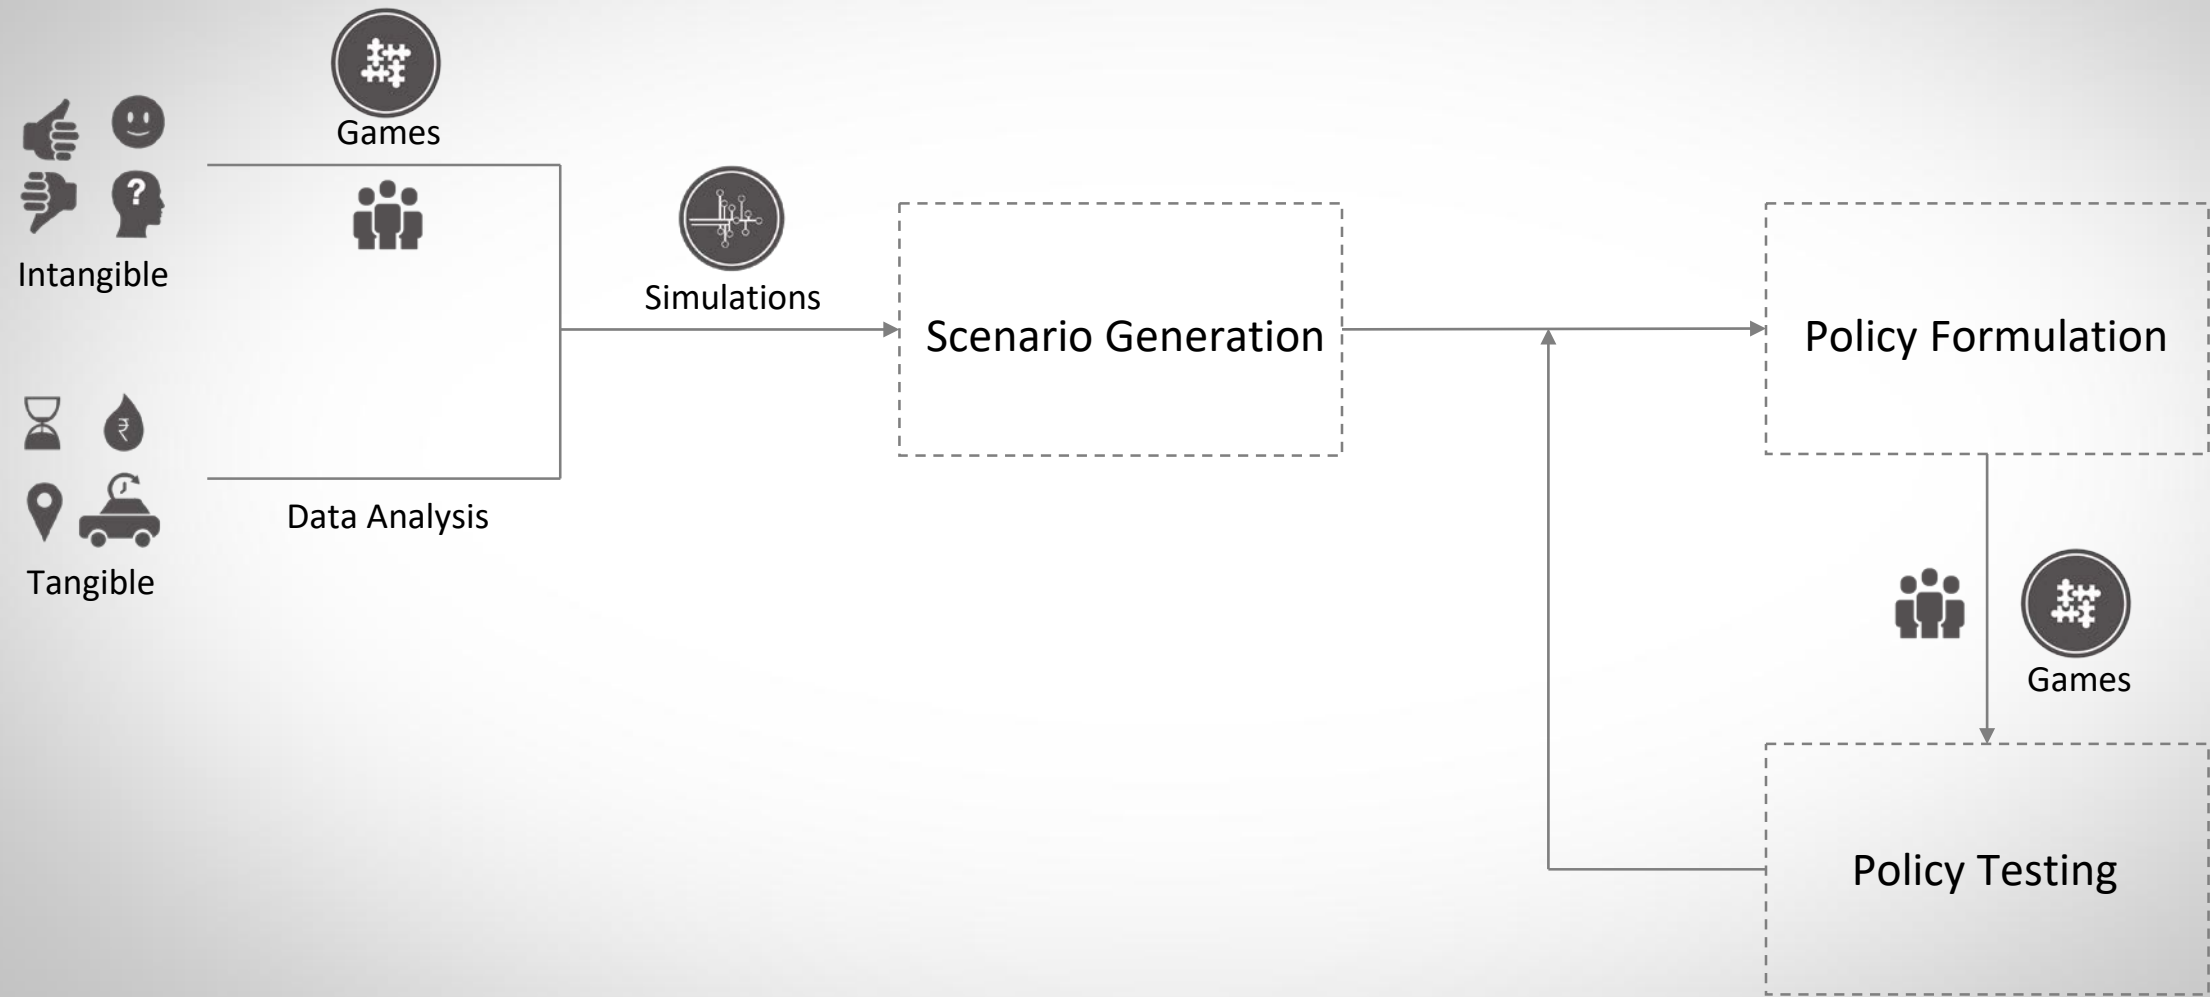 Games
Intangible
Simulations
Scenario Generation
Policy Formulation
₹
?
Data Analysis
Tangible
Games
Policy Testing